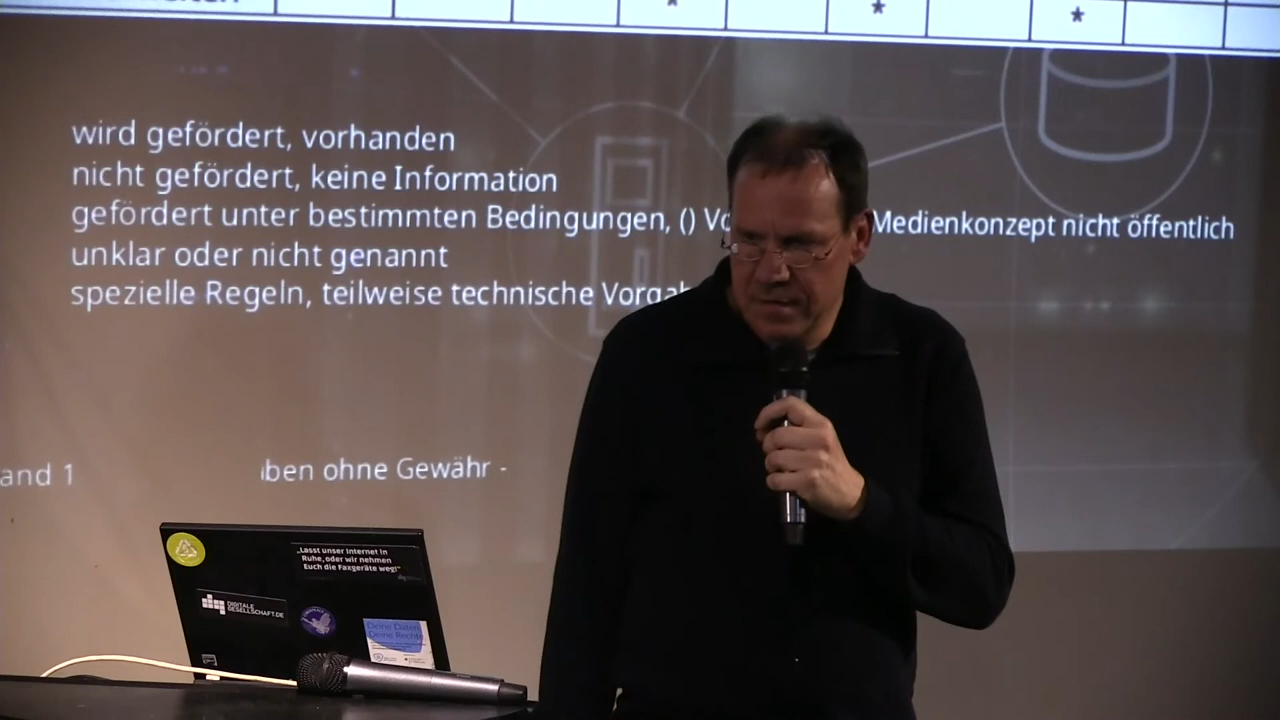 * * *
wird gefördert, vorhanden
nicht gefördert, keine Information
gefördert unter bestimmten Bedingungen, () Medienkonzept nicht öffentlich
unklar oder nicht genannt
spezielle Regeln, teilweise technische
and 1 ben ohne Gewähr -
„Lasst unser Internet in
Ruhe, oder wir nehmen
Euch die Faxgeräte weg!“
DIGITALE
GESELLSCHAFT.DE
Deine Daten
Deine Rechte